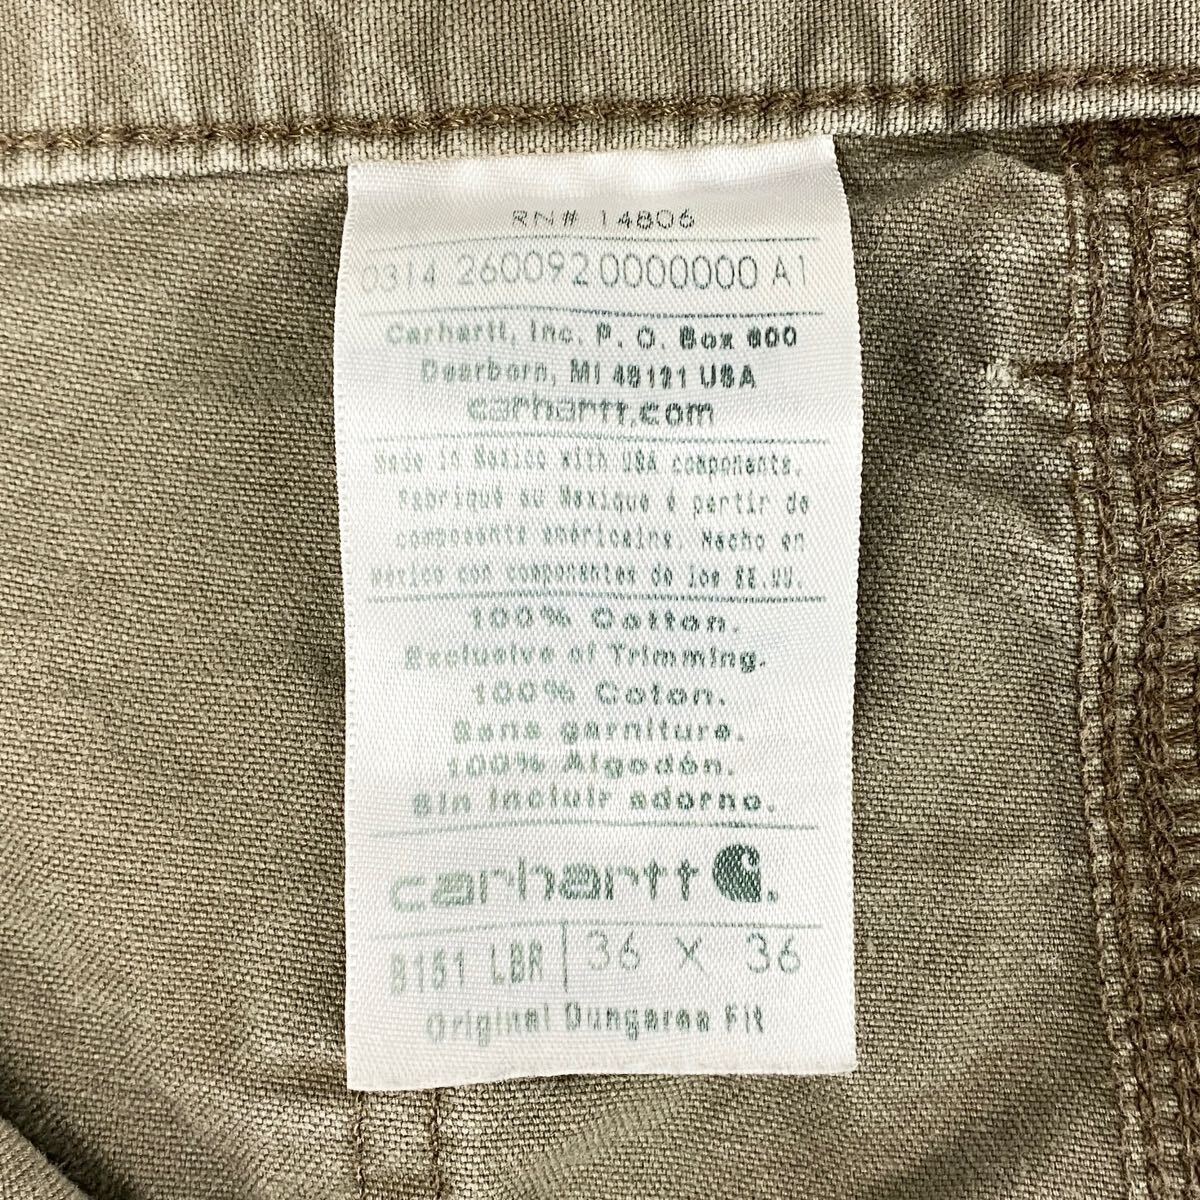 RN# 14806
0314 260092 0000000 A1
Carhartt, Inc. P. O. Box 600
Dearborn, MI 48121 USA
carhartt.com
Made in Mexico with USA components.
Fabriqué au Mexique é partir de
composants américains. Hecho en
México con componentes de los EE.UU.
100% Cotton.
Exclusive of Trimming.
100% Coton.
Sans garniture.
100% Algodón.
Sin incluir adorno.
carhartt
B151 LBR 36 X 36
Original Dungaree Fit